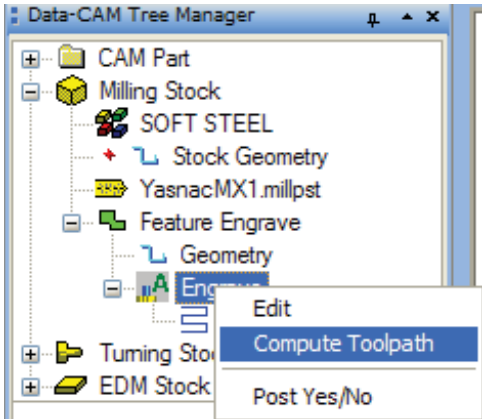 Data-CAM Tree Manager
CAM Part
Milling Stock
SOFT STEEL
Stock Geometry
YasnacMX1.millpst
Feature Engrave
Geometry
Engrave
Edit
Compute Toolpath
Turning
EDM Stock
Post Yes/No